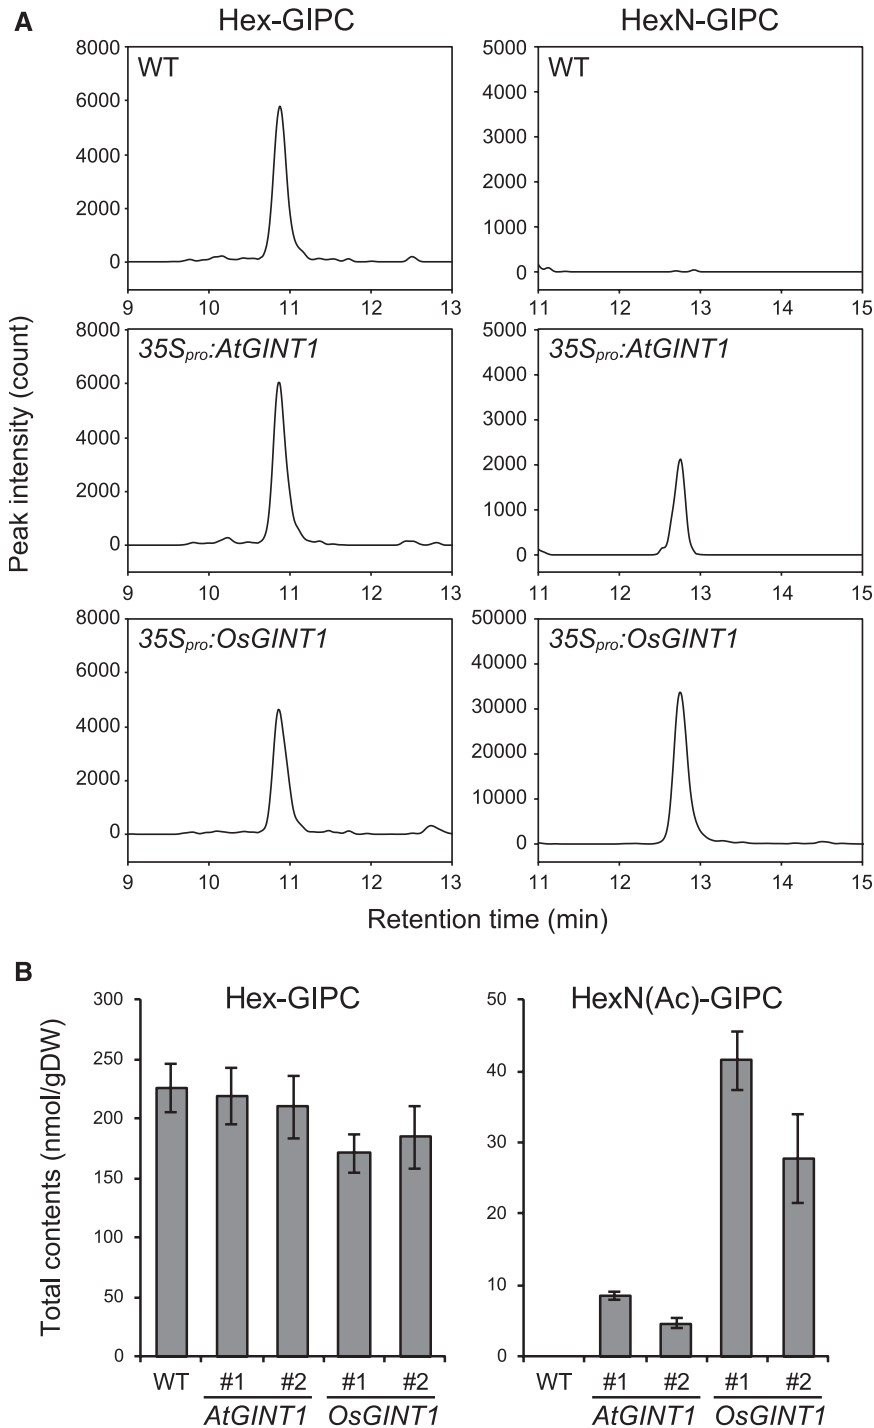 A
Hex-GIPC
HexN-GIPC
WT
8000
6000
4000
2000
0
9 10 11 12 13
WT
5000
4000
3000
2000
1000
0
11 12 13 14 15
35Spro:AtGINT1
8000
6000
4000
2000
0
9 10 11 12 13
35Spro:AtGINT1
5000
4000
3000
2000
1000
0
11 12 13 14 15
35Spro:OsGINT1
8000
6000
4000
2000
0
9 10 11 12 13
35Spro:OsGINT1
50000
40000
30000
20000
10000
0
11 12 13 14 15
Peak intensity (count)
Retention time (min)
B
Hex-GIPC
300
250
200
150
100
50
0
WT #1 #2 #1 #2
AtGINT1 OsGINT1
HexN(Ac)-GIPC
50
40
30
20
10
0
WT #1 #2 #1 #2
AtGINT1 OsGINT1
Total contents (nmol/gDW)